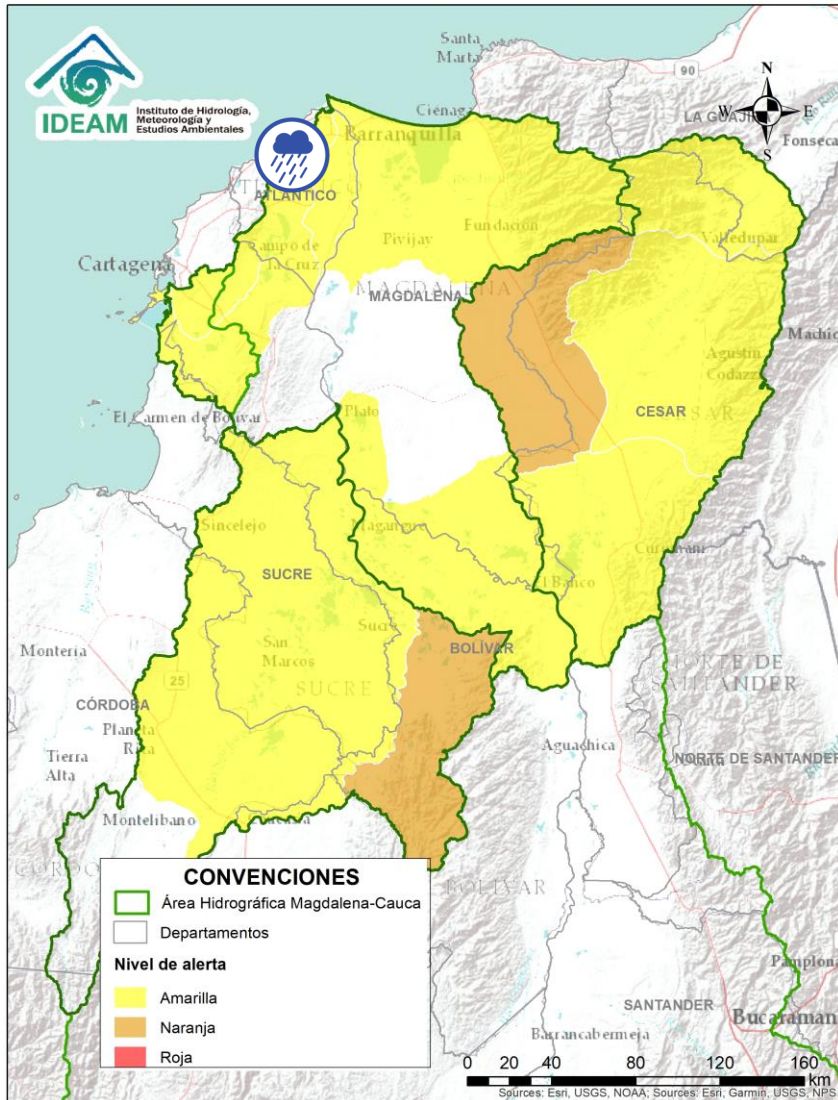 IDEAM
Instituto de Hidrología,
Meteorología y
Estudios Ambientales
Santa
Marta
90
N
W
E
S
LA GUAJIRA
Fonseca
Ciénaga
Barranquilla
ATLÁNTICO
Valledupar
Fundación
Pivijay
Campo de
la Cruz
Cartagena
MAGDALENA
Agustín
Codazzi
CESAR
Plato
El Carmen de Bolívar
Sincelejo
Magangué
SUCRE
El Banco
Sucre
San
Marcos
BOLÍVAR
SUCRE
Montería
25
NORTE DE
SANTANDER
CÓRDOBA
Planeta
Rica
Tierra
Alta
Aguachica
NORTE DE SANTANDER
Montelíbano
BOLÍVAR
CONVENCIONES
Área Hidrográfica Magdalena-Cauca
Departamentos
Nivel de alerta
Amarilla
Naranja
Roja
Pamplona
SANTANDER
Bucaraman
Barrancabermeja
0 20 40 80 120 160
km
Sources: Esri, USGS, NOAA; Sources: Esri, Garmin, USGS, NPS